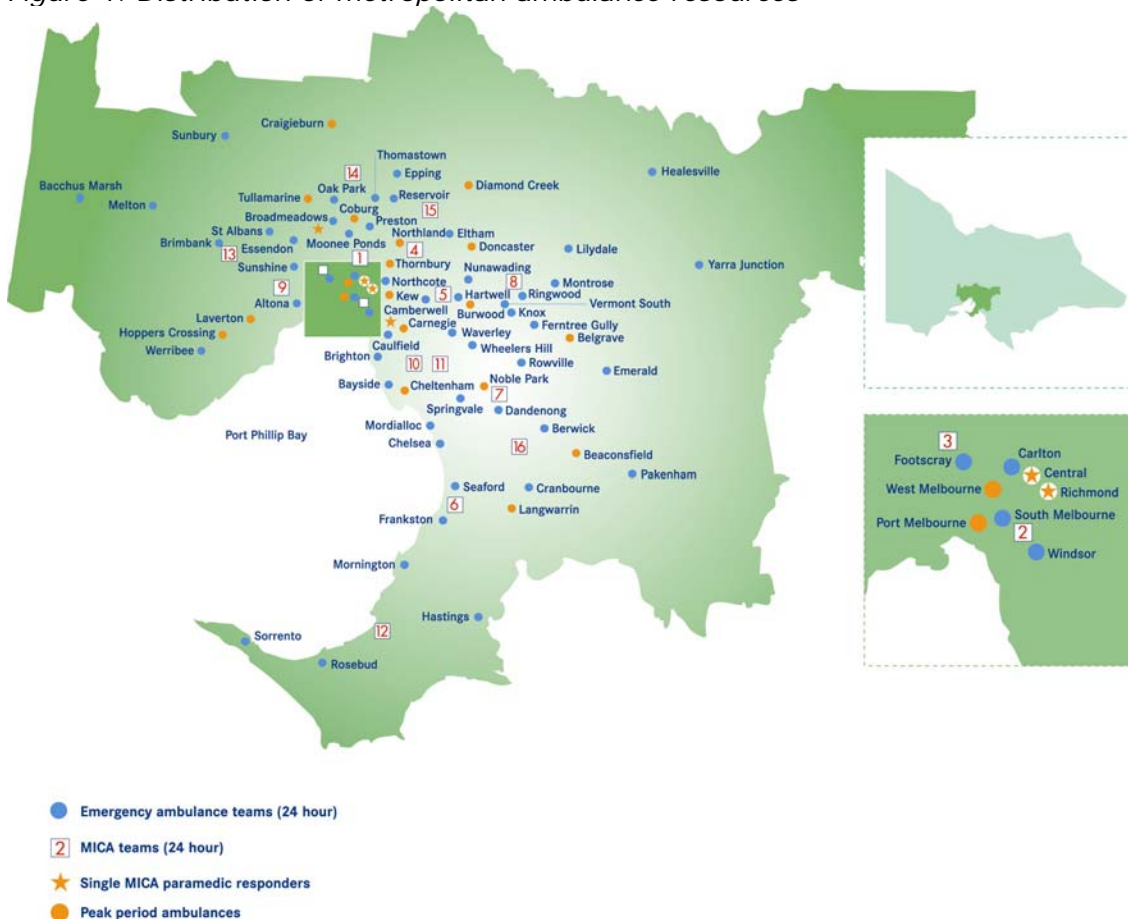 Figure 1: Distribution of metropolitan ambulance resources
Craigieburn
Sunbury
Thomastown
Epping
Healesville
14
Diamond Creek
Bacchus Marsh
Oak Park
Tullamarine
Reservoir
Melton
Coburg
15
Broadmeadows
Preston
St Albans
Northland
Eltham
Brimbank
Essendon
Moonee Ponds
4
Doncaster
Lilydale
13
1
Thornbury
Yarra Junction
Sunshine
Nunawading
9
Northcote
8
Montrose
Altona
Kew
5
Hartwell
Ringwood
Vermont South
Camberwell
Burwood
Knox
Laverton
Carnegie
Ferntree Gully
Hoppers Crossing
Waverley
Belgrave
Caulfield
Wheelers Hill
Werribee
Brighton
10
11
Rowville
Emerald
Noble Park
Bayside
Cheltenham
7
Springvale
Dandenong
Mordialloc
Berwick
Port Phillip Bay
Chelsea
16
Beaconsfield
Pakenham
Seaford
Cranbourne
6
Langwarrin
Frankston
Mornington
Hastings
12
Sorrento
Rosebud
3
Carlton
Footscray
Central
West Melbourne
Richmond
South Melbourne
Port Melbourne
2
Windsor
Emergency ambulance teams (24 hour)
2 MICA teams (24 hour)
Single MICA paramedic responders
Peak period ambulances